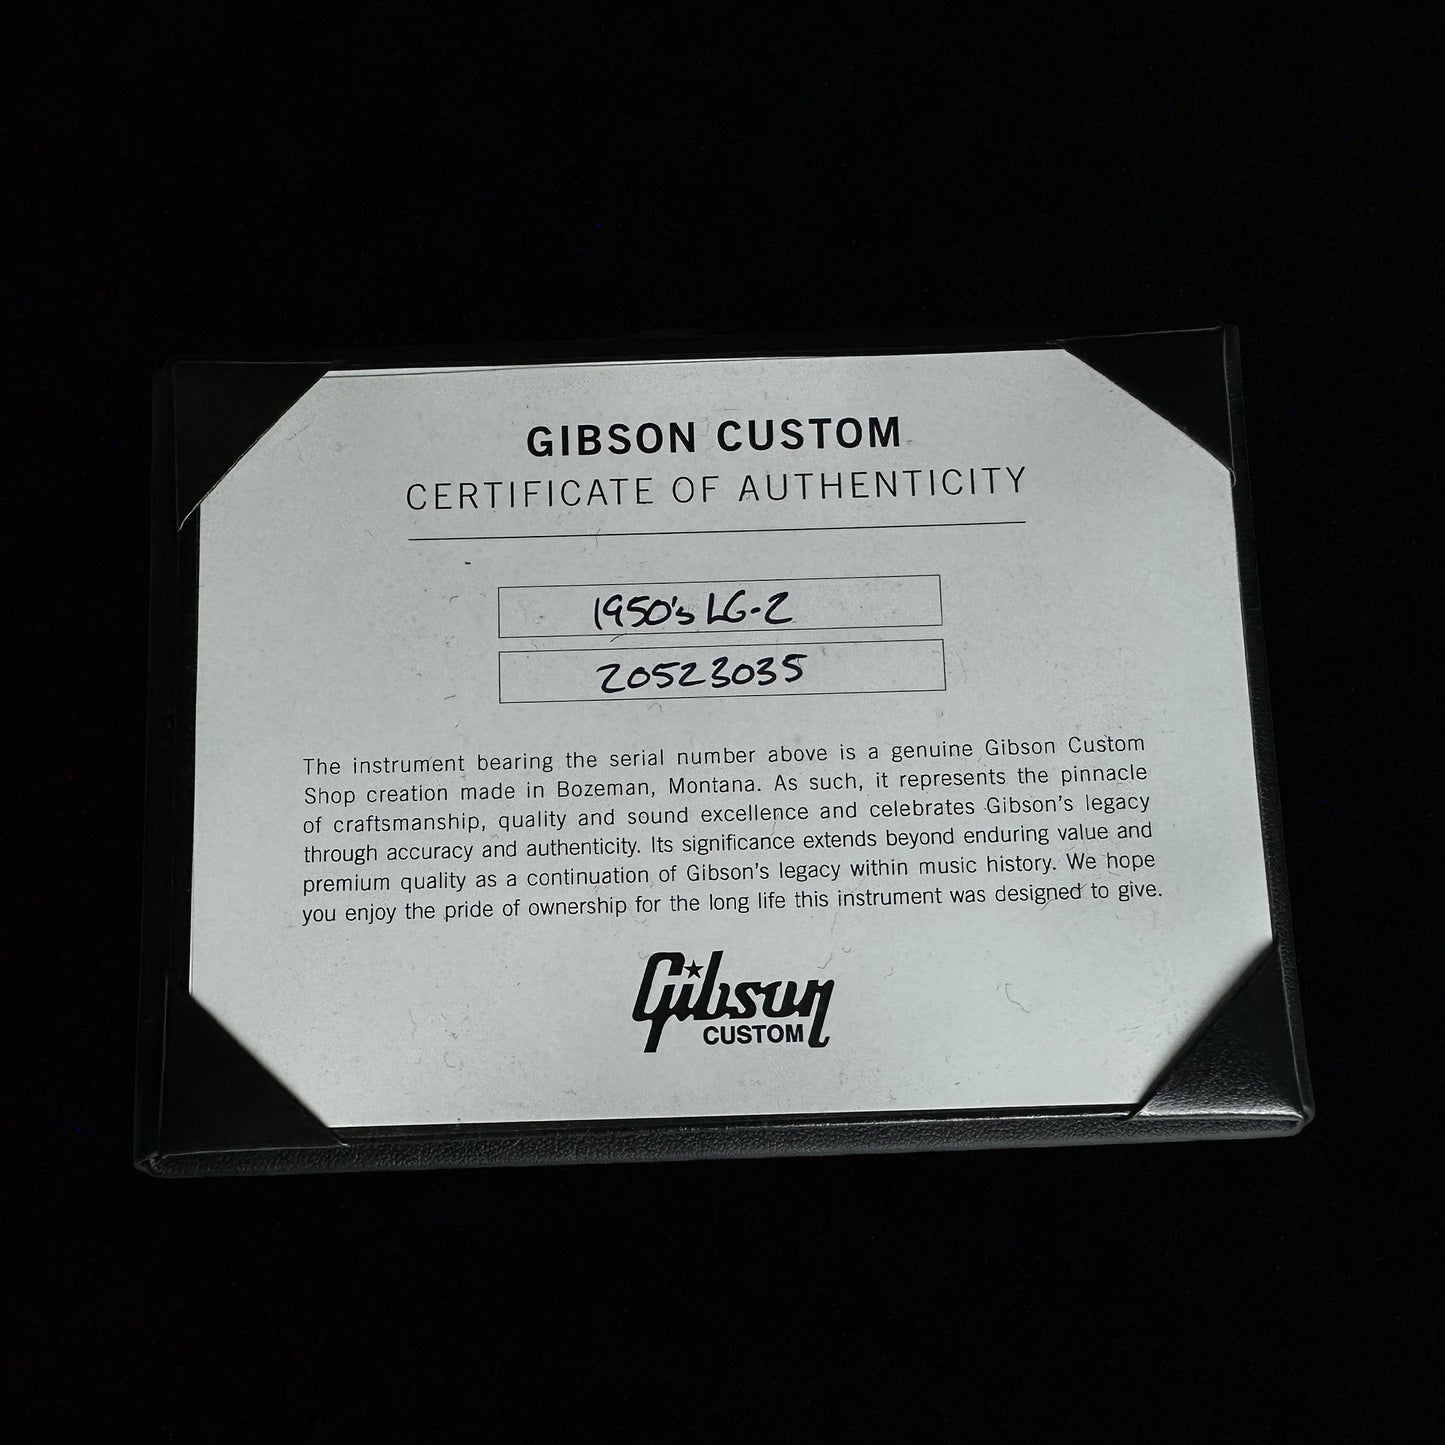 GIBSON CUSTOM
CERTIFICATE OF AUTHENTICITY
1950's LG-2
20523035
The instrument bearing the serial number above is a genuine Gibson Custom
Shop creation made in Bozeman, Montana. As such, it represents the pinnacle
of craftsmanship, quality and sound excellence and celebrates Gibson's legacy
through accuracy and authenticity. Its significance extends beyond enduring value and
premium quality as a continuation of Gibson's legacy within music history. We hope
you enjoy the pride of ownership for the long life this instrument was designed to give.
Gibson
CUSTOM